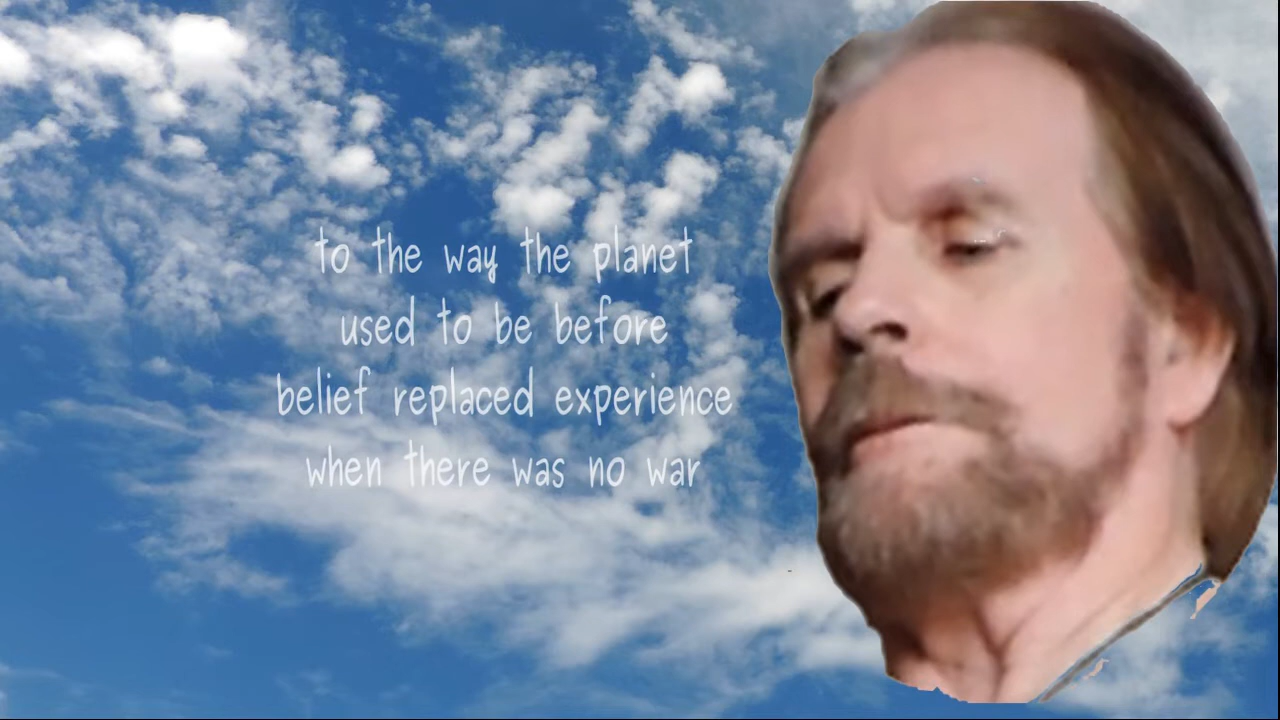 to the way the planet
used to be before
belief replaced experience
when there was no war